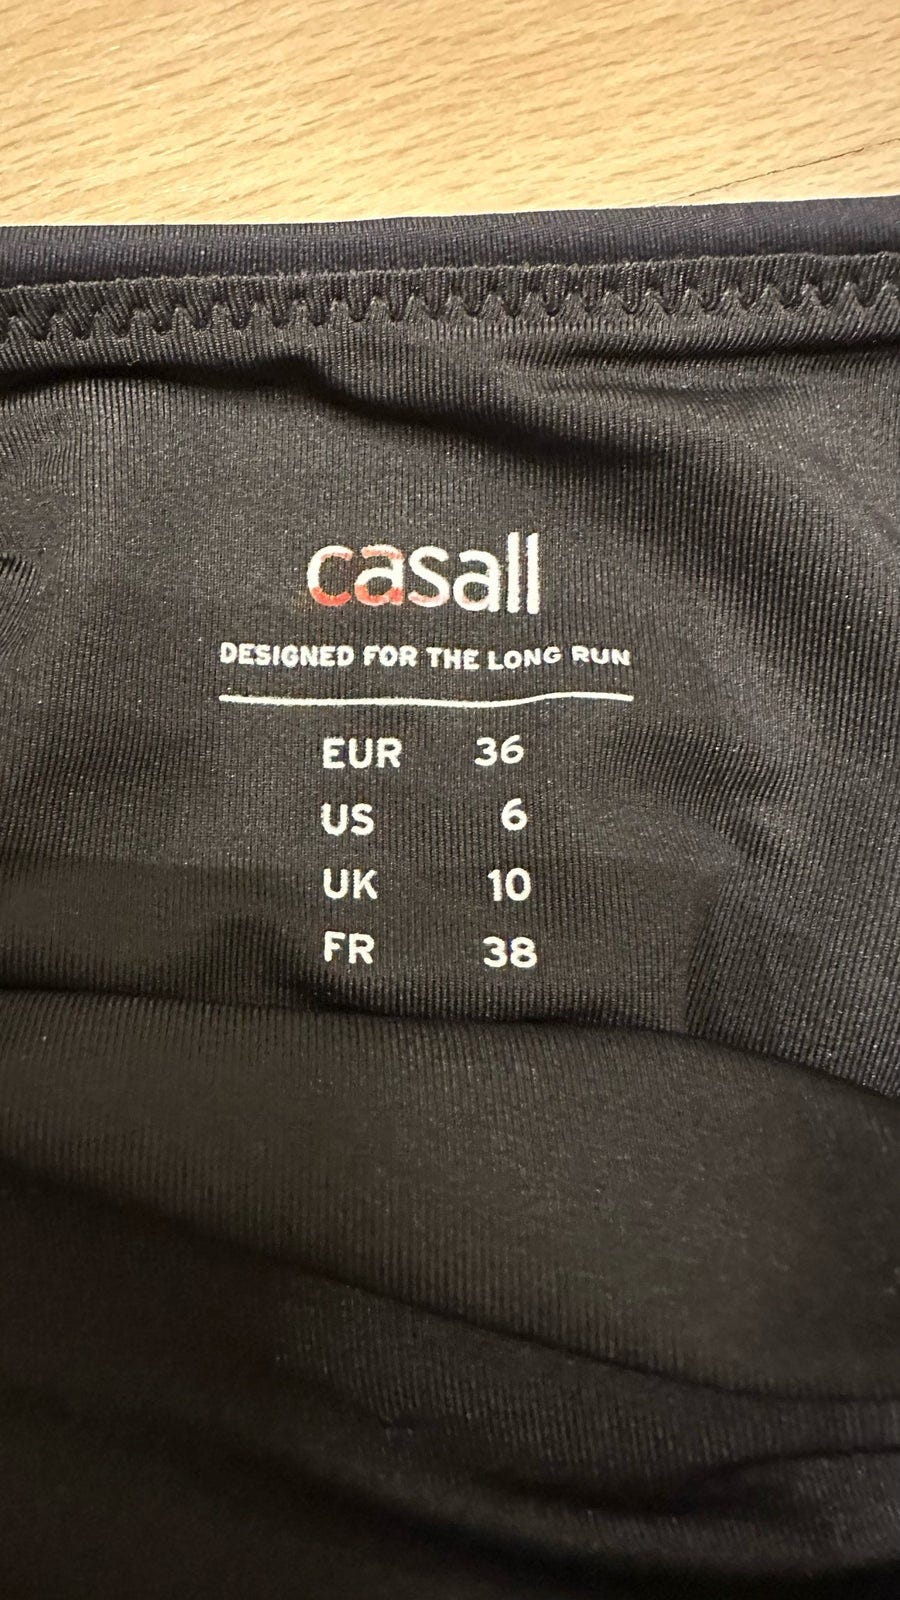 casall
DESIGNED FOR THE LONG RUN
EUR 36
US 6
UK 10
FR 38